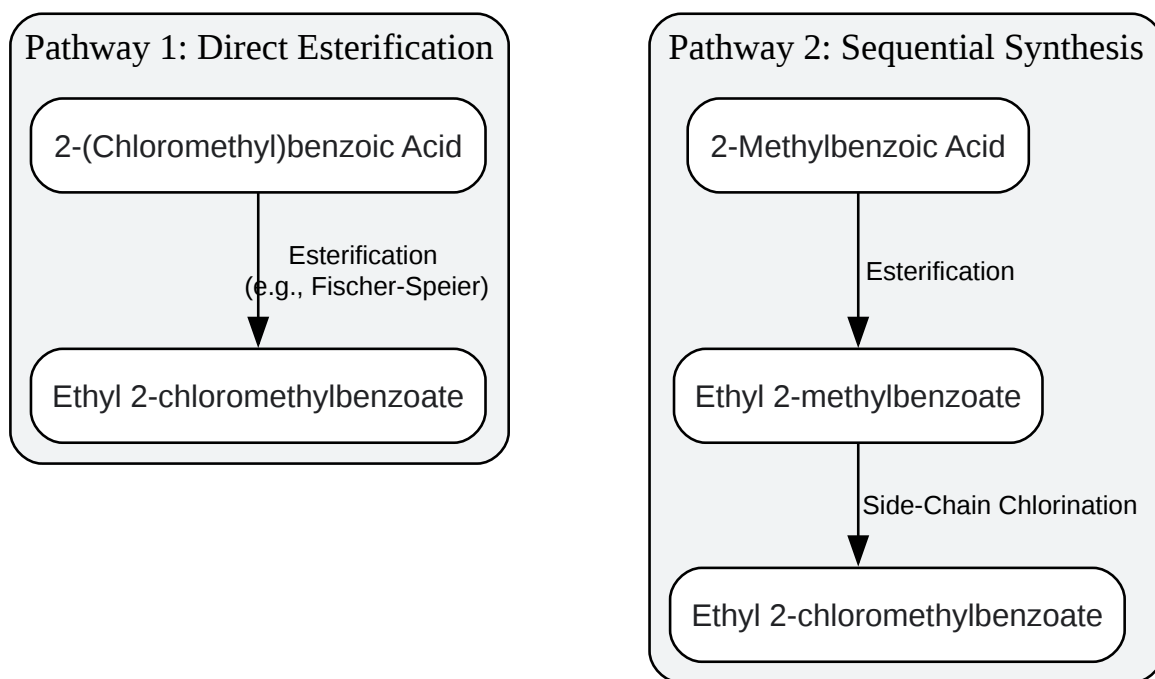 Pathway 1: Direct Esterification
2-(Chloromethyl)benzoic Acid
Esterification
(e.g., Fischer-Speier)
Ethyl 2-chloromethylbenzoate
Pathway 2: Sequential Synthesis
2-Methylbenzoic Acid
Esterification
Ethyl 2-methylbenzoate
Side-Chain Chlorination
Ethyl 2-chloromethylbenzoate